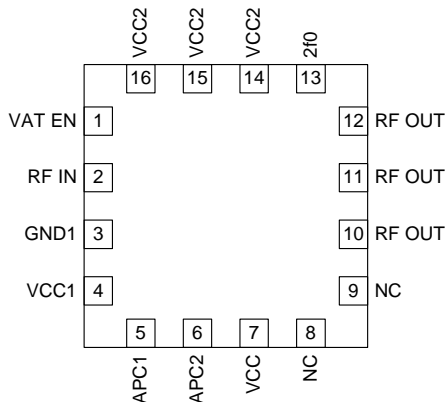 VCC2 VCC2 VCC2 2f0
16 15 14 13
VAT EN 1 12 RF OUT
RF IN 2 11 RF OUT
GND1 3 10 RF OUT
VCC1 4 9 NC
5 6 7 8
APC1 APC2 VCC NC